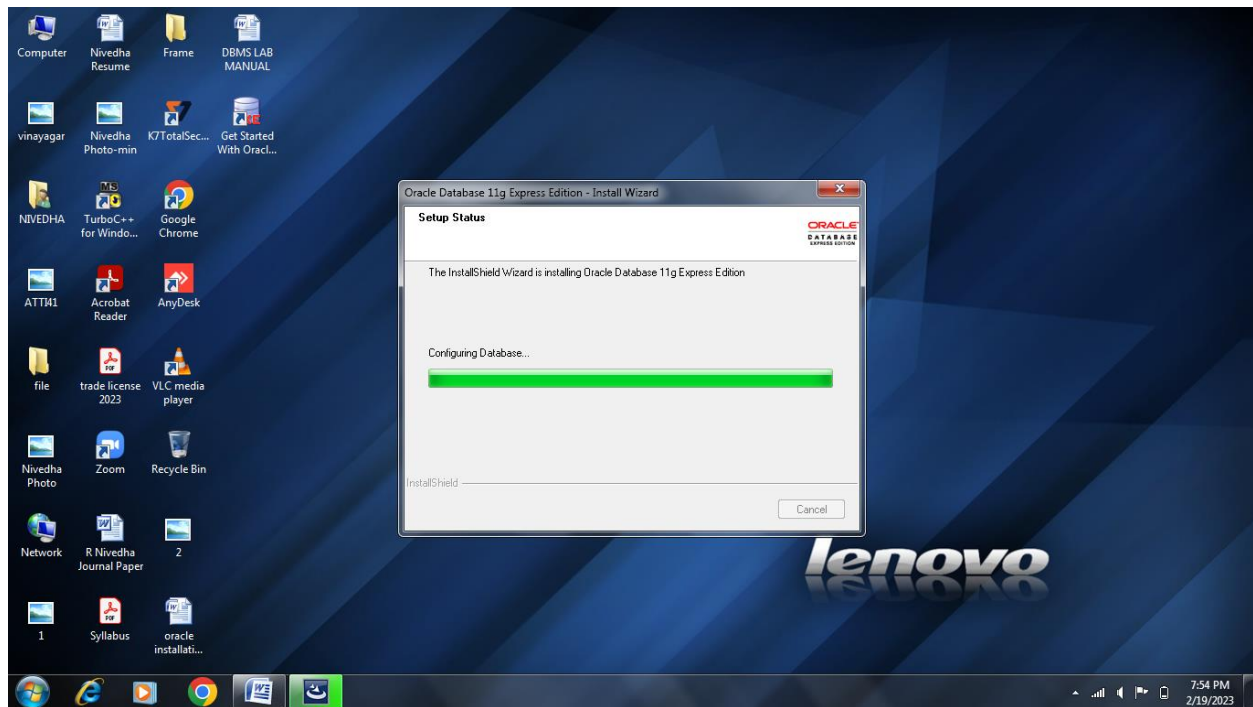 Computer
Nivedha
Resume
Frame
DBMS LAB
MANUAL
vinayagar
Nivedha
Photo-min
K7TotalSec...
Get Started
With Oracl...
NIVEDHA
TurboC++
for Windo...
Google
Chrome
ATTI41
Acrobat
Reader
AnyDesk
file
trade license
2023
VLC media
player
Nivedha
Photo
Zoom
Recycle Bin
Network
R Nivedha
Journal Paper
2
1
Syllabus
oracle
installati...
Oracle Database 11g Express Edition - Install Wizard
Setup Status
ORACLE
DATABASE
EXPRESS EDITION
The InstallShield Wizard is installing Oracle Database 11g Express Edition
Configuring Database...
InstallShield
Cancel
lenovo
7:54 PM
2/19/2023